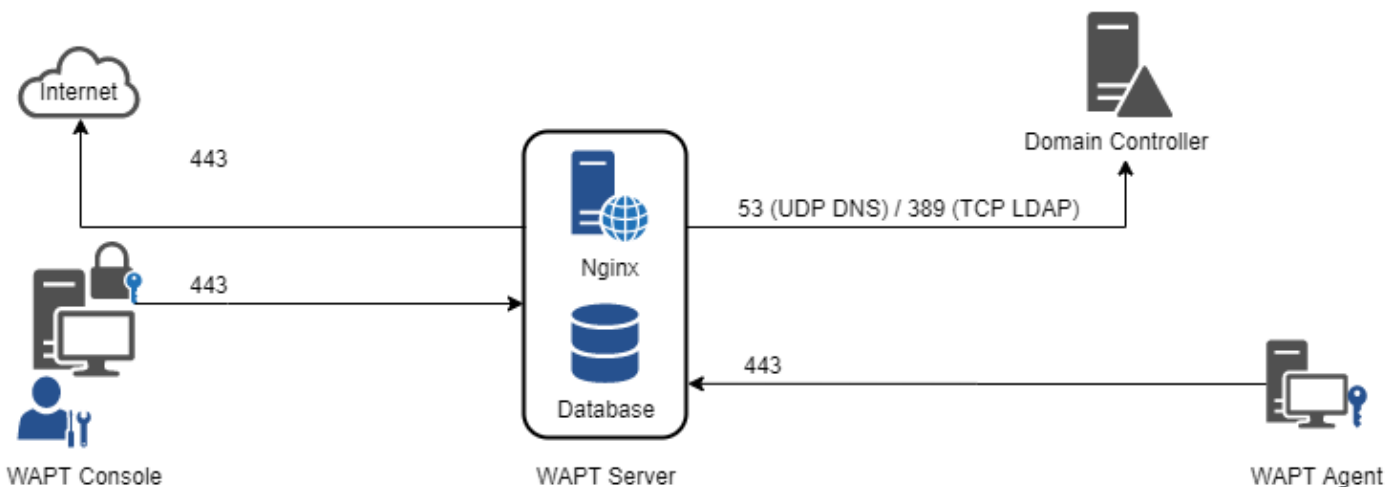 Internet
Domain Controller
443
53 (UDP DNS) / 389 (TCP LDAP)
Nginx
443
443
Database
WAPT Console
WAPT Server
WAPT Agent